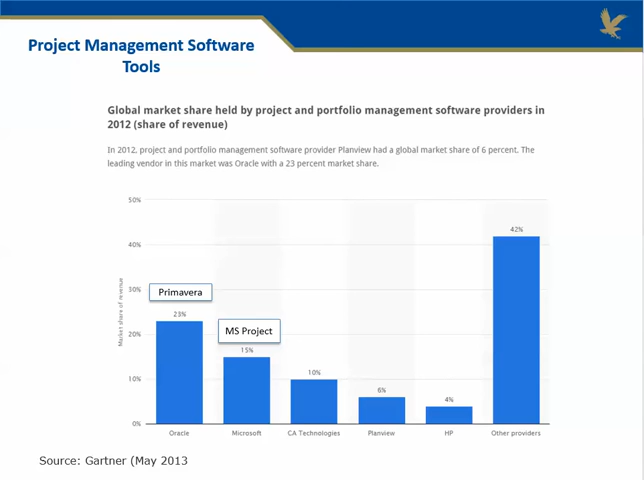 Project Management Software
Tools
Global market share held by project and portfolio management software providers in
2012 (share of revenue)
In 2012, project and portfolio management software provider Planview had a global market share of 6 percent. The
leading vendor in this market was Oracle with a 23 percent market share.
Market share of revenue
50%
40%
30%
20%
10%
0%
Primavera
MS Project
23%
15%
10%
6%
4%
42%
Oracle
Microsoft
CA Technologies
Planview
HP
Other providers
Source: Gartner (May 2013